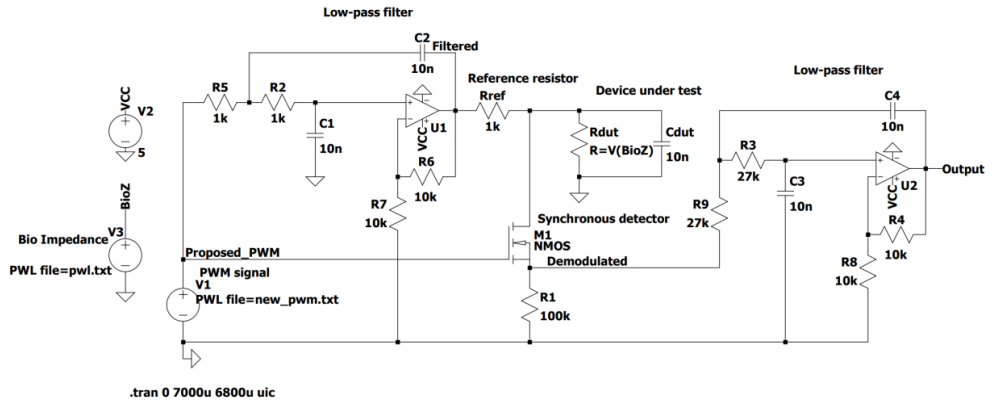 Low-pass filter
C2
Filtered
10n
Reference resistor
Low-pass filter
VCC
V2
5
R5
1k
R2
1k
C1
10n
VCC
U1
Rref
1k
Device under test
Rdut
R=V(BioZ)
Cdut
10n
C4
10n
R3
27k
C3
10n
VCC
U2
Output
R6
10k
R7
10k
R9
27k
R4
10k
R8
10k
BioZ
Bio Impedance
V3
PWL file=pwl.txt
Synchronous detector
M1
NMOS
Demodulated
Proposed_PWM
PWM signal
V1
PWL file=new_pwm.txt
R1
100k
.tran 0 7000u 6800u uic